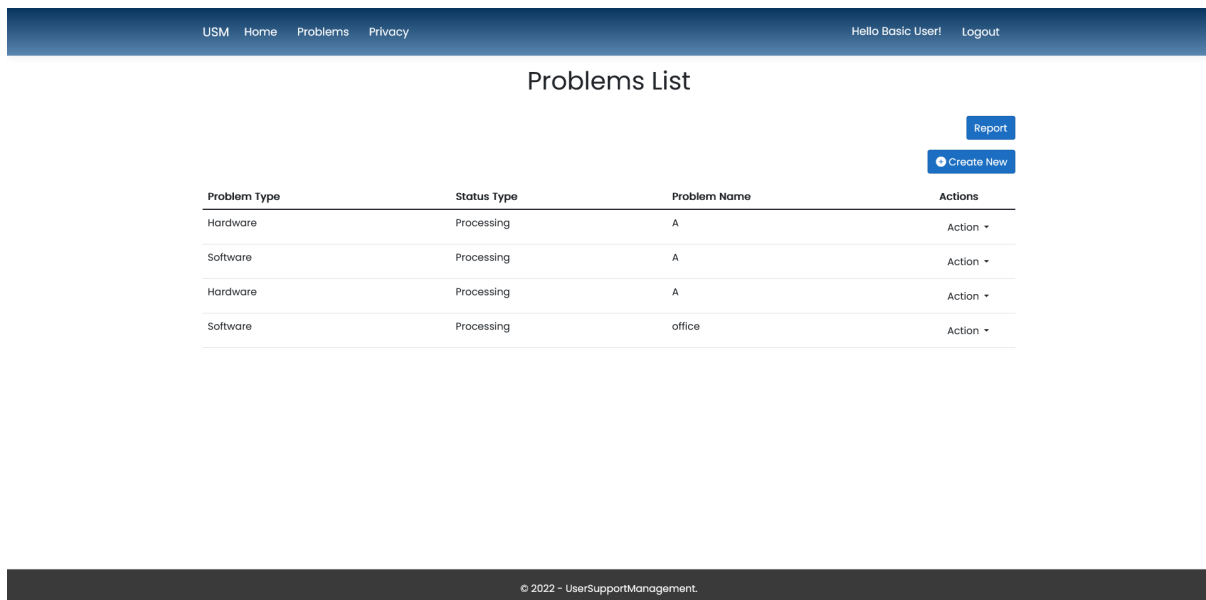 USM Home Problems Privacy Hello Basic User! Logout
Problems List
Report
Create New
Problem Type Status Type Problem Name Actions
Hardware Processing A Action
Software Processing A Action
Hardware Processing A Action
Software Processing office Action
© 2022 - UserSupportManagement.